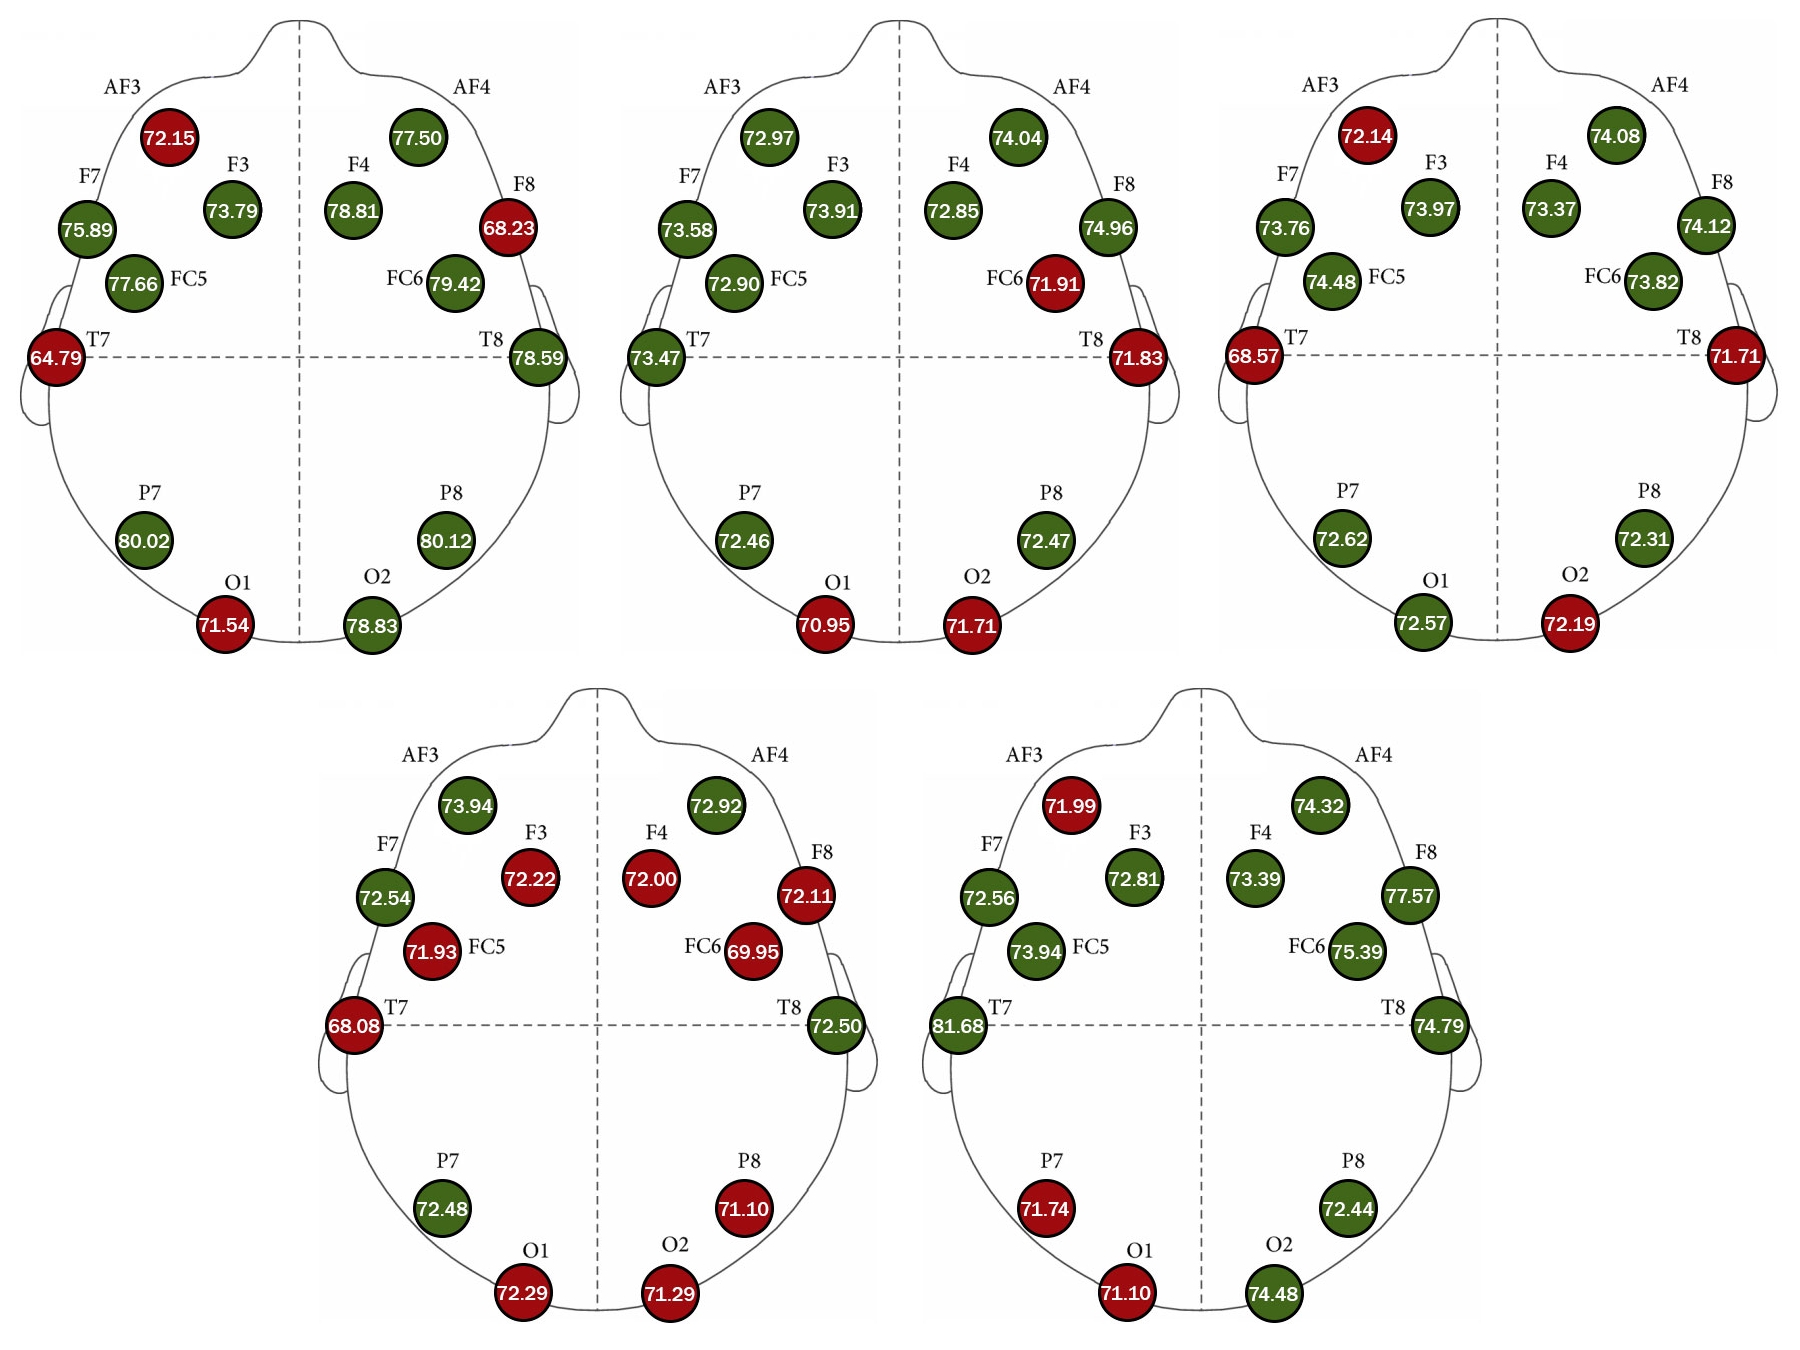 AF3 AF4
72.15 77.50
F7 F3 F4 F8
75.89 73.79 78.81 68.23
77.66 FC5 FC6 79.42
64.79 T7 T8 78.59
P7 P8
80.02 80.12
O1 O2
71.54 78.83
AF3 AF4
72.97 74.04
F7 F3 F4 F8
73.58 73.91 72.85 74.96
72.90 FC5 FC6 71.91
73.47 T7 T8 71.83
P7 P8
72.46 72.47
O1 O2
70.95 71.71
AF3 AF4
72.14 74.08
F7 F3 F4 F8
73.76 73.97 73.37 74.12
74.48 FC5 FC6 73.82
68.57 T7 T8 71.71
P7 P8
72.62 72.31
O1 O2
72.57 72.19
AF3 AF4
73.94 72.92
F7 F3 F4 F8
72.54 72.22 72.00 72.11
71.93 FC5 FC6 69.95
68.08 T7 T8 72.50
P7 P8
72.48 71.10
O1 O2
72.29 71.29
AF3 AF4
71.99 74.32
F7 F3 F4 F8
72.56 72.81 73.39 77.57
73.94 FC5 FC6 75.39
81.68 T7 T8 74.79
P7 P8
71.74 72.44
O1 O2
71.10 74.48